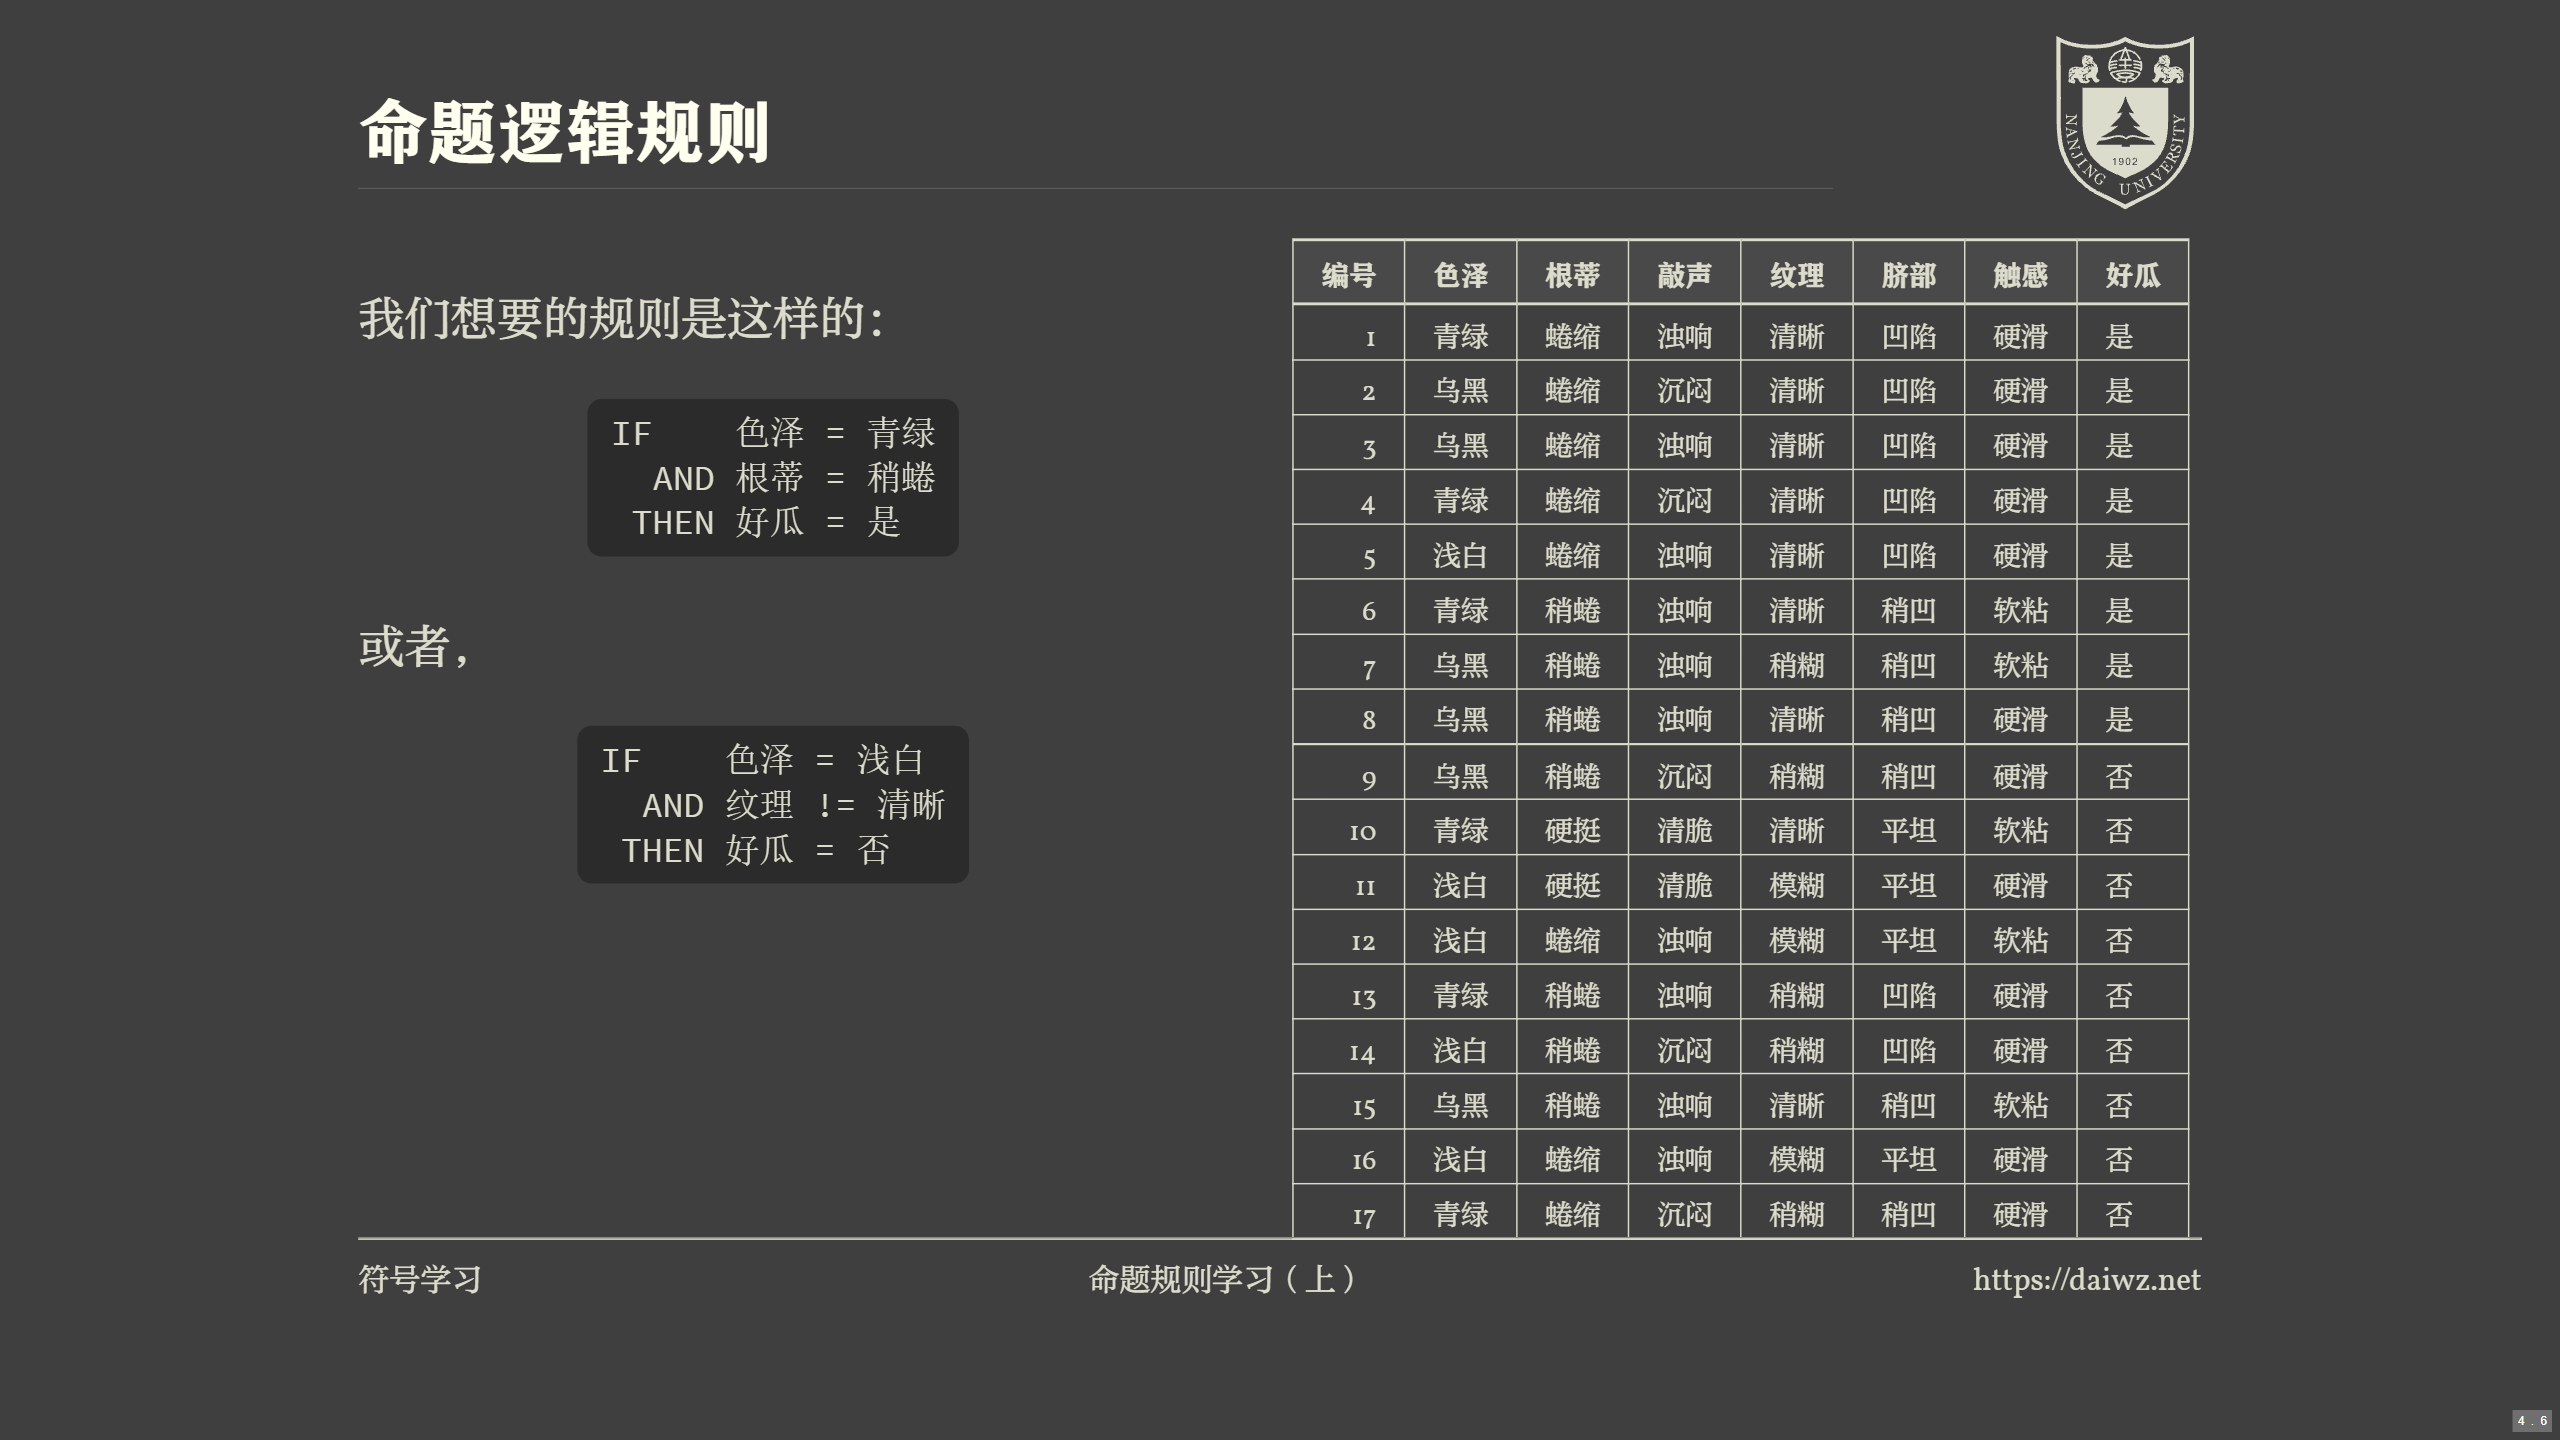 命题逻辑规则
NANJING UNIVERSITY
1902
我们想要的规则是这样的：
IF 色泽 = 青绿
AND 根蒂 = 稍蜷
THEN 好瓜 = 是
或者，
IF 色泽 = 浅白
AND 纹理 != 清晰
THEN 好瓜 = 否
编号 色泽 根蒂 敲声 纹理 脐部 触感 好瓜
1 青绿 蜷缩 浊响 清晰 凹陷 硬滑 是
2 乌黑 蜷缩 沉闷 清晰 凹陷 硬滑 是
3 乌黑 蜷缩 浊响 清晰 凹陷 硬滑 是
4 青绿 蜷缩 沉闷 清晰 凹陷 硬滑 是
5 浅白 蜷缩 浊响 清晰 凹陷 硬滑 是
6 青绿 稍蜷 浊响 清晰 稍凹 软粘 是
7 乌黑 稍蜷 浊响 稍糊 稍凹 软粘 是
8 乌黑 稍蜷 浊响 清晰 稍凹 硬滑 是
9 乌黑 稍蜷 沉闷 稍糊 稍凹 硬滑 否
10 青绿 硬挺 清脆 清晰 平坦 软粘 否
11 浅白 硬挺 清脆 模糊 平坦 硬滑 否
12 浅白 蜷缩 浊响 模糊 平坦 软粘 否
13 青绿 稍蜷 浊响 稍糊 凹陷 硬滑 否
14 浅白 稍蜷 沉闷 稍糊 凹陷 硬滑 否
15 乌黑 稍蜷 浊响 清晰 稍凹 软粘 否
16 浅白 蜷缩 浊响 模糊 平坦 硬滑 否
17 青绿 蜷缩 沉闷 稍糊 稍凹 硬滑 否
符号学习
命题规则学习（上）
https://daiwz.net
4.6